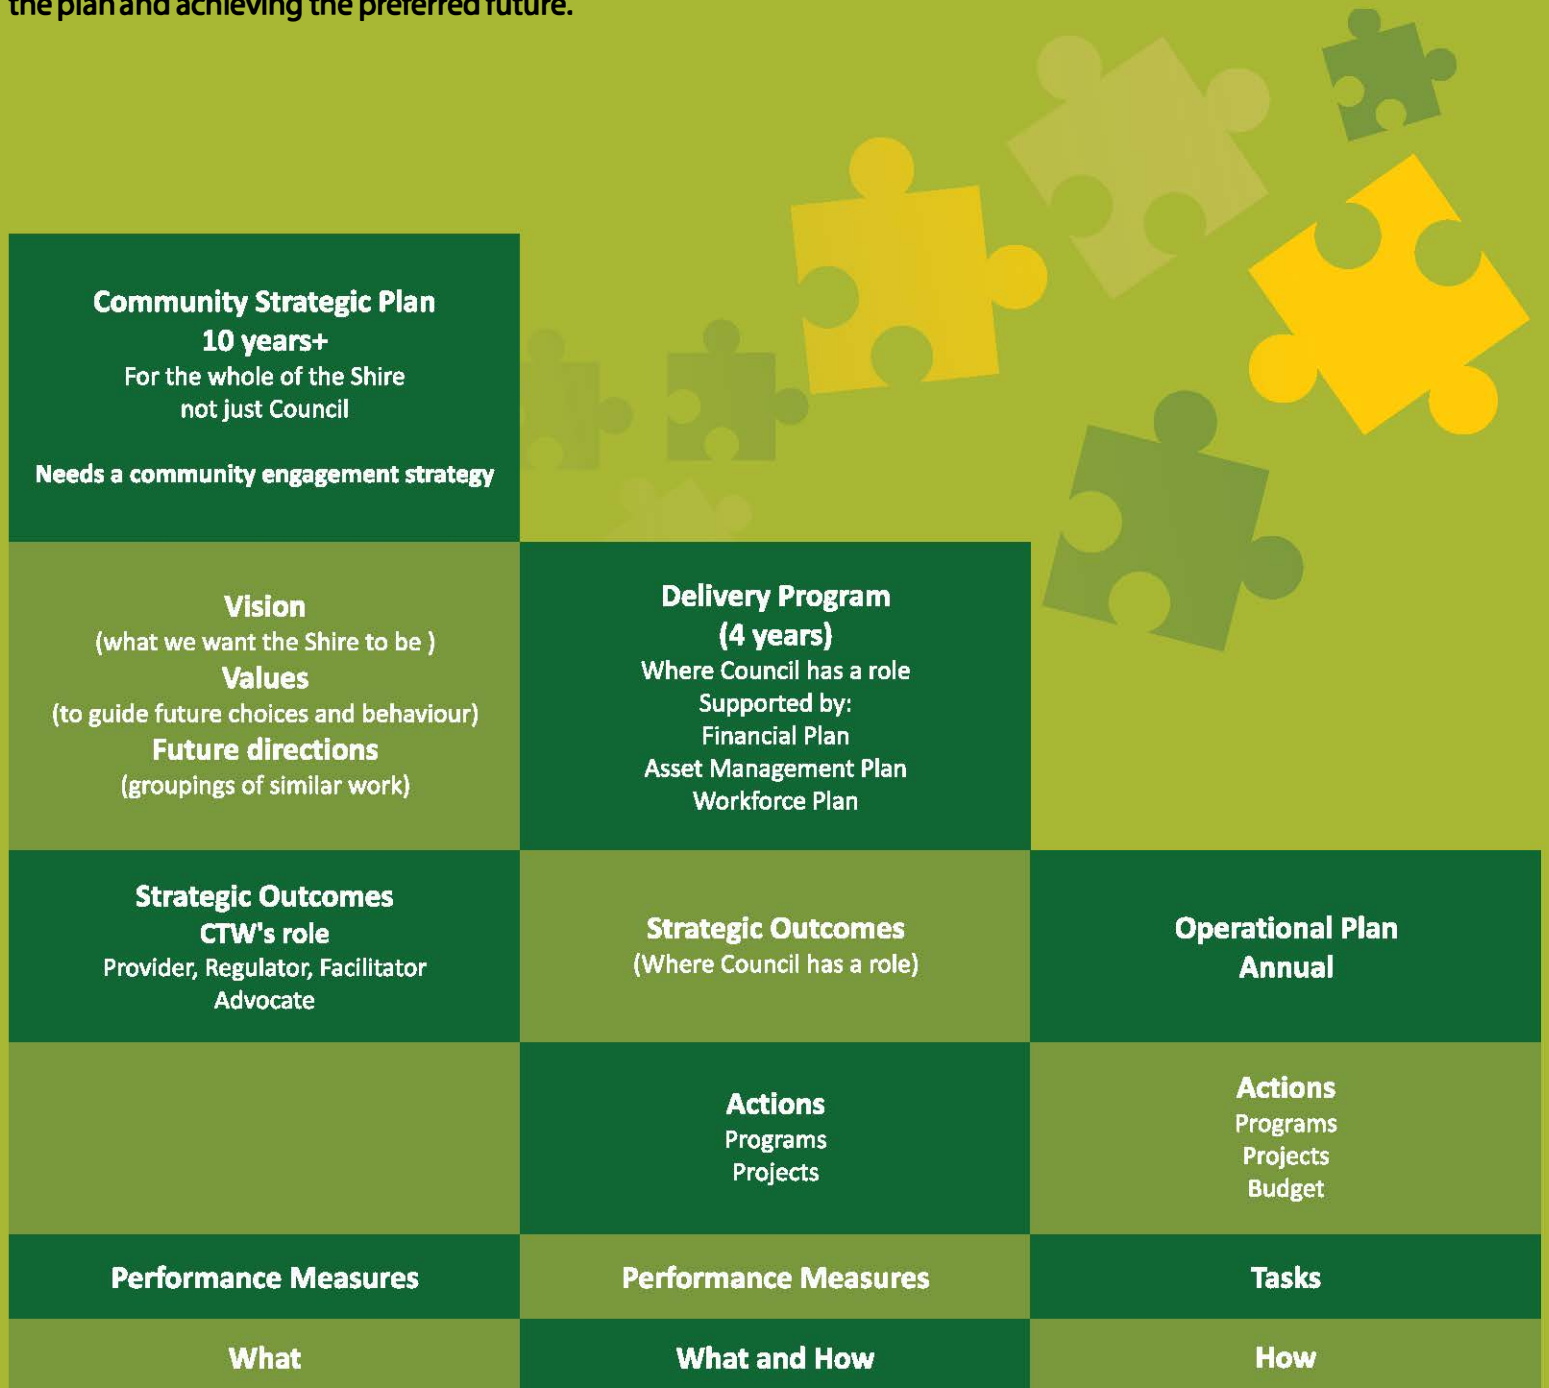 the plan and achieving the preferred future.
Community Strategic Plan
10 years+
For the whole of the Shire
not just Council
Needs a community engagement strategy
Vision
(what we want the Shire to be )
Values
(to guide future choices and behaviour)
Future directions
(groupings of similar work)
Delivery Program
(4 years)
Where Council has a role
Supported by:
Financial Plan
Asset Management Plan
Workforce Plan
Strategic Outcomes
CTW's role
Provider, Regulator, Facilitator
Advocate
Strategic Outcomes
(Where Council has a role)
Operational Plan
Annual
Actions
Programs
Projects
Actions
Programs
Projects
Budget
Performance Measures
Performance Measures
Tasks
What
What and How
How